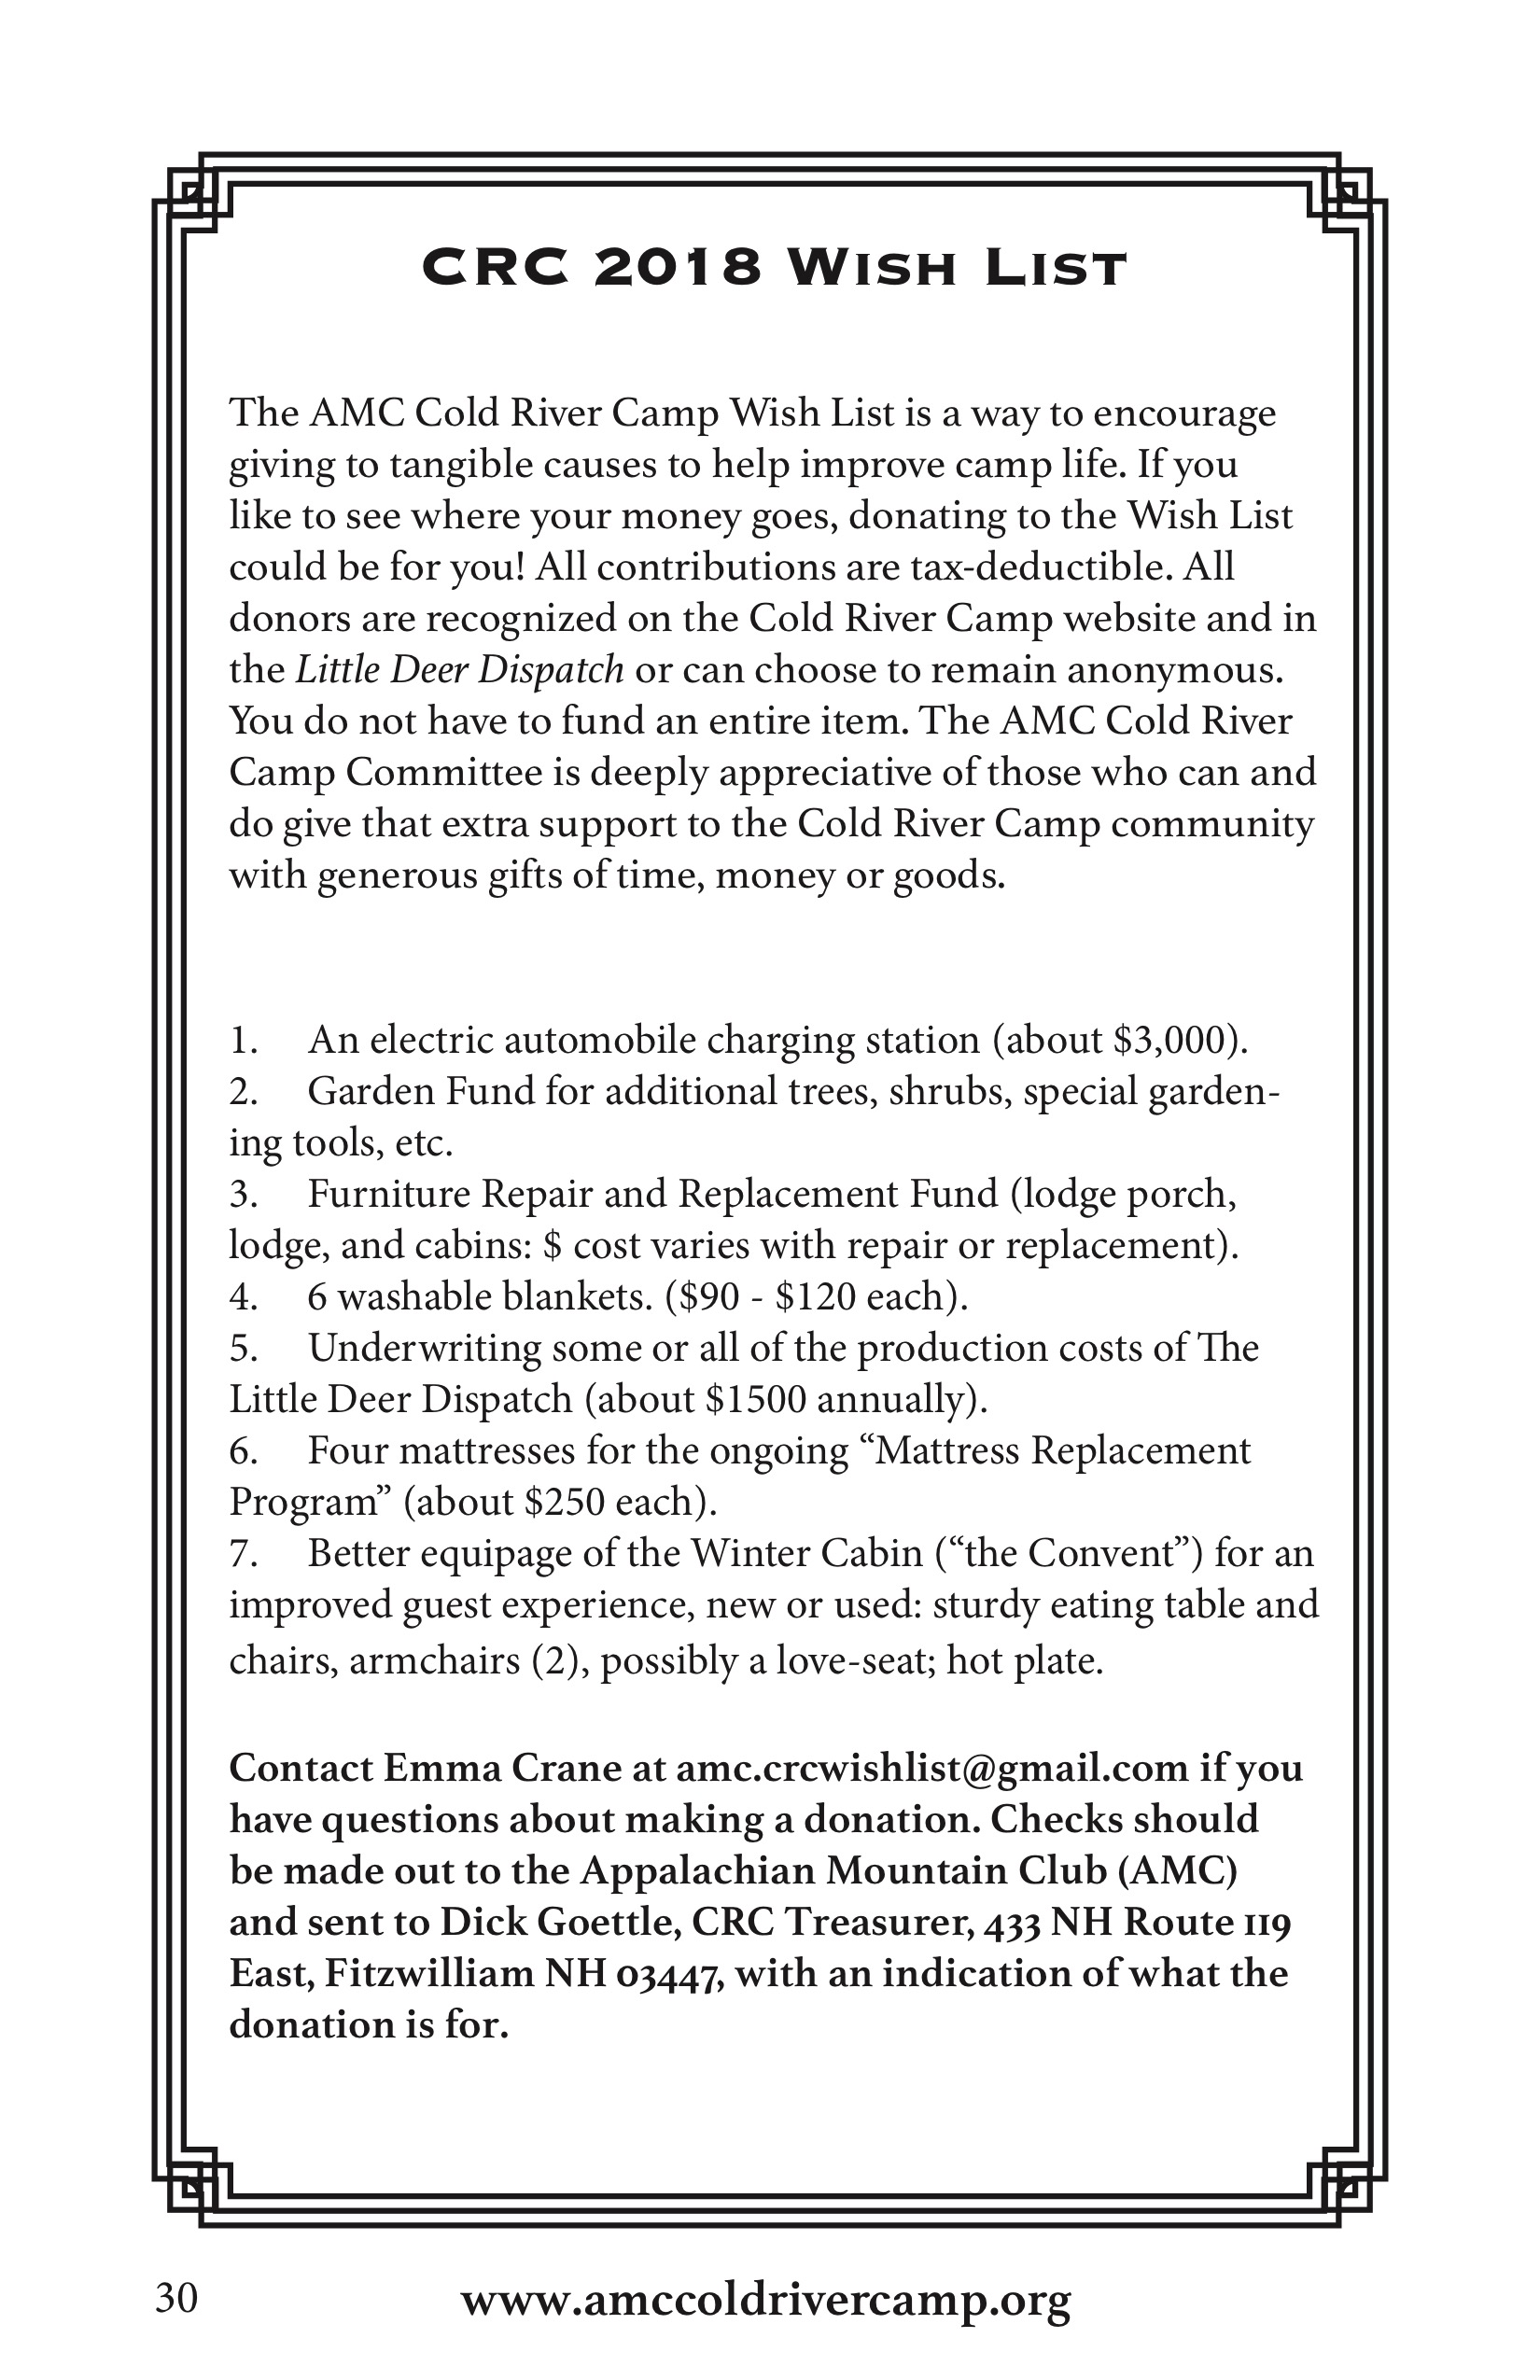 CRC 2018 Wish List
The AMC Cold River Camp Wish List is a way to encourage
giving to tangible causes to help improve camp life. If you
like to see where your money goes, donating to the Wish List
could be for you! All contributions are tax-deductible. All
donors are recognized on the Cold River Camp website and in
the Little Deer Dispatch or can choose to remain anonymous.
You do not have to fund an entire item. The AMC Cold River
Camp Committee is deeply appreciative of those who can and
do give that extra support to the Cold River Camp community
with generous gifts of time, money or goods.
1. An electric automobile charging station (about $3,000).
2. Garden Fund for additional trees, shrubs, special garden-
ing tools, etc.
3. Furniture Repair and Replacement Fund (lodge porch,
lodge, and cabins: $ cost varies with repair or replacement).
4. 6 washable blankets. ($90 - $120 each).
5. Underwriting some or all of the production costs of The
Little Deer Dispatch (about $1500 annually).
6. Four mattresses for the ongoing “Mattress Replacement
Program” (about $250 each).
7. Better equipage of the Winter Cabin (“the Convent”) for an
improved guest experience, new or used: sturdy eating table and
chairs, armchairs (2), possibly a love-seat; hot plate.
Contact Emma Crane at amc.crcwishlist@gmail.com if you
have questions about making a donation. Checks should
be made out to the Appalachian Mountain Club (AMC)
and sent to Dick Goettle, CRC Treasurer, 433 NH Route 119
East, Fitzwilliam NH 03447, with an indication of what the
donation is for.
30 www.amccoldrivercamp.org